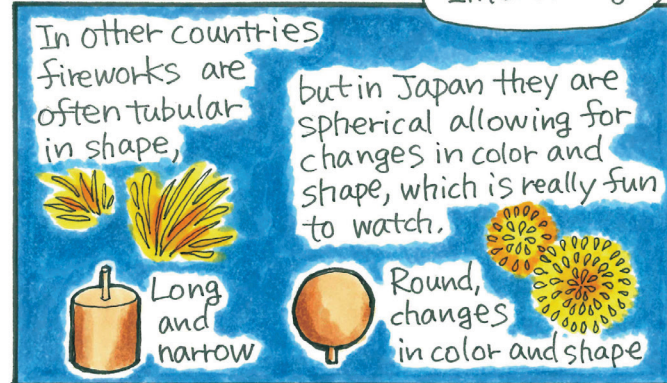 In other countries
fireworks are
often tubular
in shape,
but in Japan they are
spherical allowing for
changes in color and
shape, which is really fun
to watch.
Long
and
narrow
Round,
changes
in color and shape